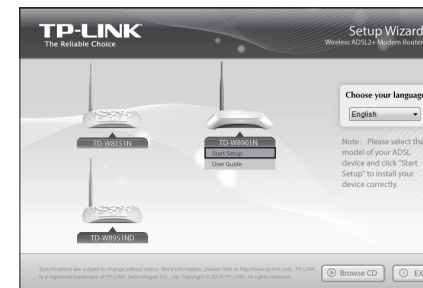 TP-LINK
The Reliable Choice
Setup Wizard
Wireless ADSL2+ Modem Router
Choose your language
English
Note: Please select the
model of your ADSL
device and click "Start
Setup" to install your
device correctly.
TD-W8151N
TD-W8901N
Start Setup
User Guide
TD-W8951ND
Specifications are subject to change without notice. More information, please refer to http://www.tp-link.com. TP-LINK
is a registered trademark of TP-LINK Technologies Co., Ltd. Copyright © 2014 TP-LINK. All rights reserved.
Browse CD
EX